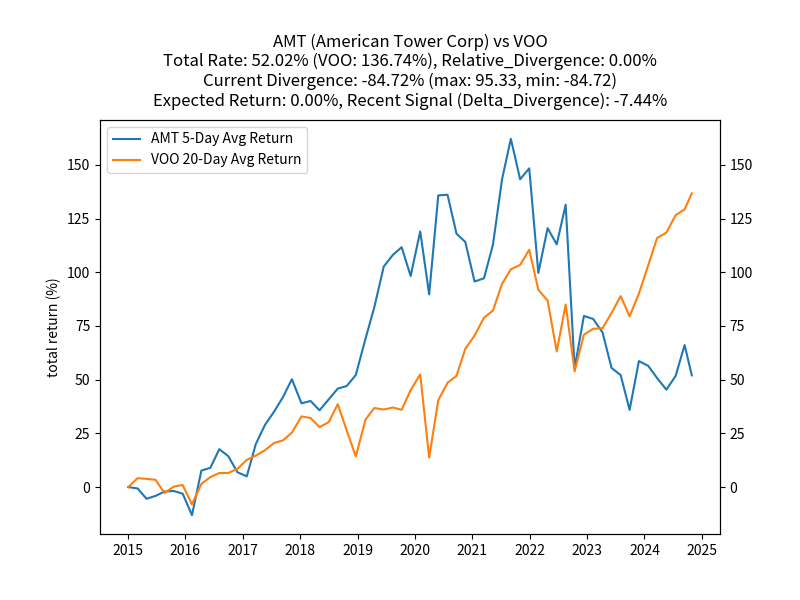 AMT (American Tower Corp) vs VOO
Total Rate: 52.02% (VOO: 136.74%), Relative_Divergence: 0.00%
Current Divergence: -84.72% (max: 95.33, min: -84.72)
Expected Return: 0.00%, Recent Signal (Delta_Divergence): -7.44%
AMT 5-Day Avg Return
VOO 20-Day Avg Return
total return (%)
150 150
125 125
100 100
75 75
50 50
25 25
0 0
2015 2016 2017 2018 2019 2020 2021 2022 2023 2024 2025